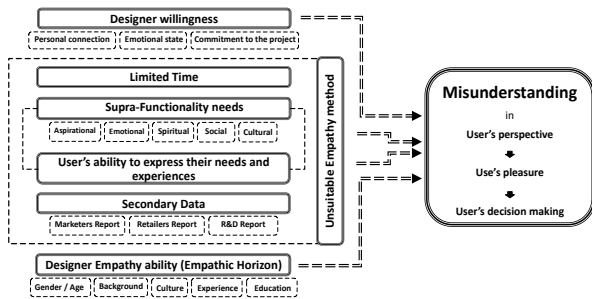 Designer willingness
Personal connection
Emotional state
Commitment to the project
Limited Time
Supra-Functionality needs
Aspirational
Emotional
Spiritual
Social
Cultural
User's ability to express their needs and
experiences
Secondary Data
Marketers Report
Retailers Report
R&D Report
Unsuitable Empathy method
Designer Empathy ability (Empathic Horizon)
Gender / Age
Background
Culture
Experience
Education
Misunderstanding
in
User's perspective
Use's pleasure
User's decision making